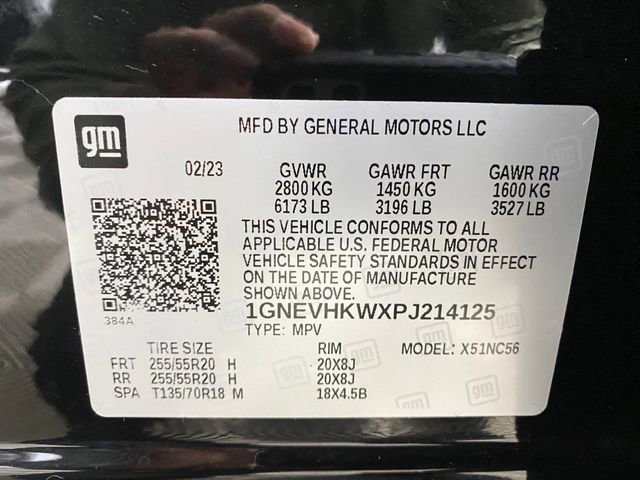 gm
MFD BY GENERAL MOTORS LLC
02/23 GVWR GAWR FRT GAWR RR
2800 KG 1450 KG 1600 KG
6173 LB 3196 LB 3527 LB
THIS VEHICLE CONFORMS TO ALL
APPLICABLE U.S. FEDERAL MOTOR
VEHICLE SAFETY STANDARDS IN EFFECT
ON THE DATE OF MANUFACTURE
SHOWN ABOVE.
384A
1GNEVHKWXPJ214125
TYPE: MPV
TIRE SIZE RIM MODEL: X51NC56
FRT 255/55R20 H 20X8J
RR 255/55R20 H 20X8J
SPA T135/70R18 M 18X4.5B